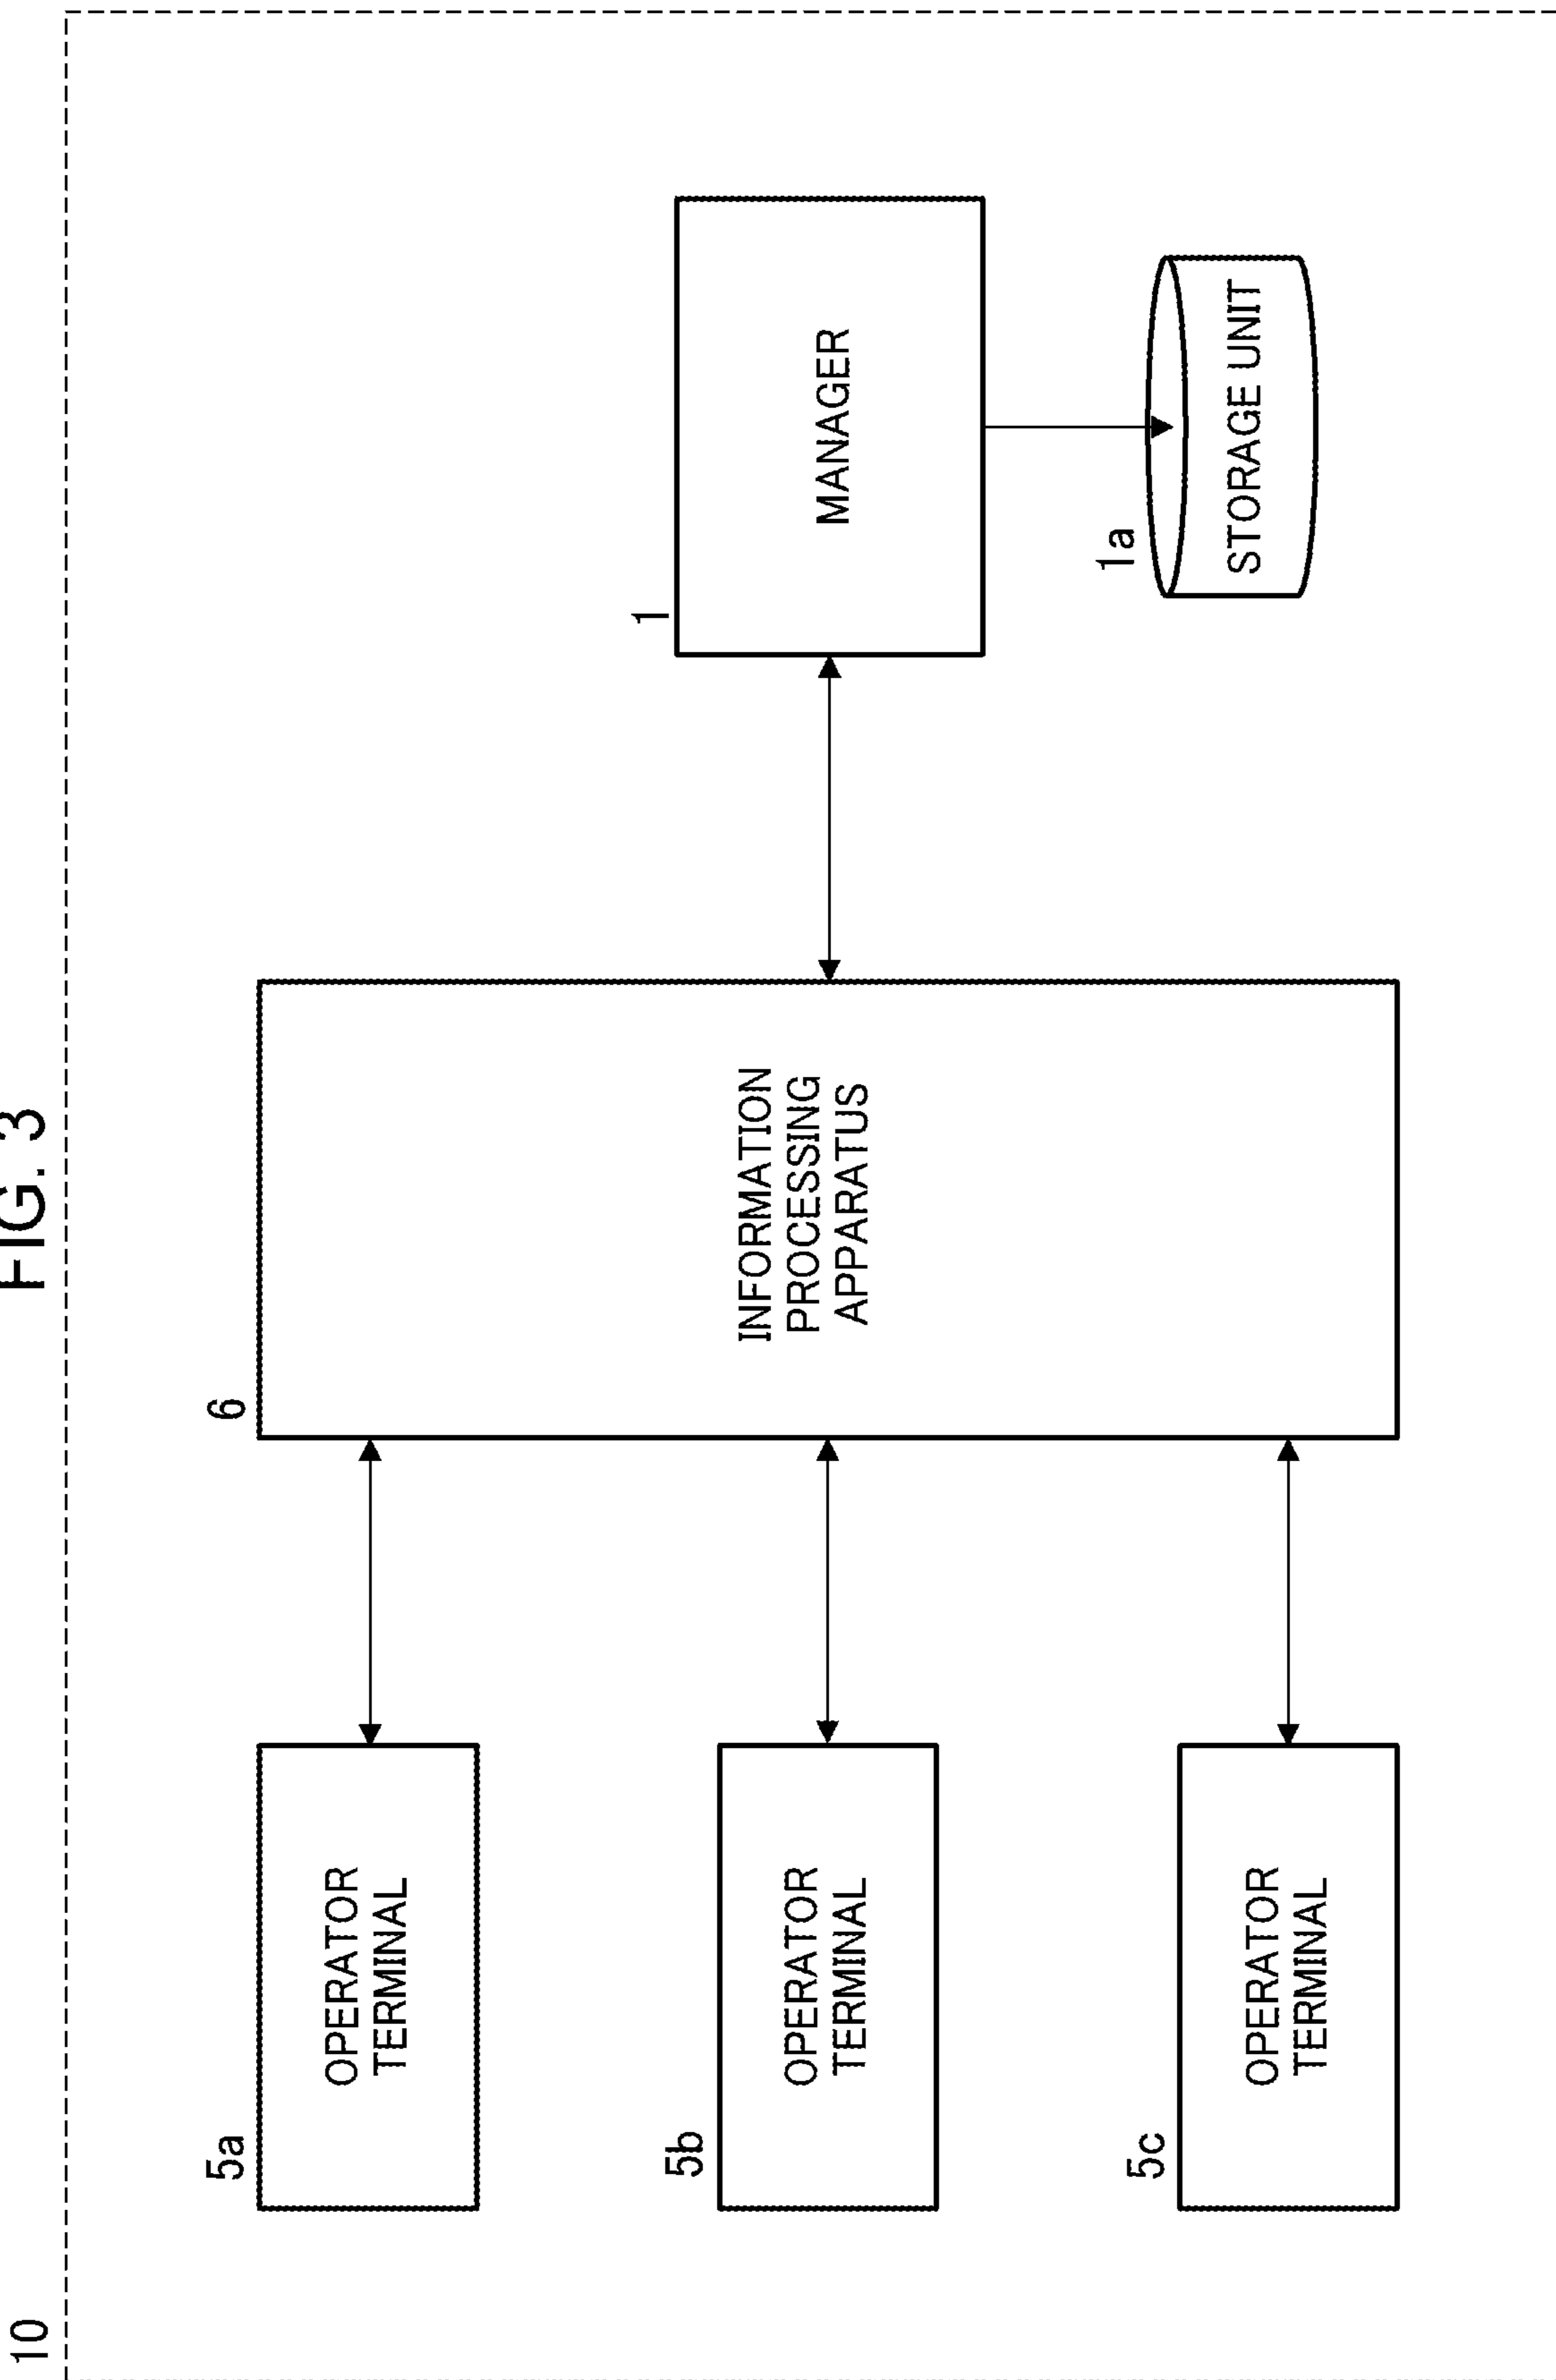 FIG. 3
10
5a
OPERATOR
TERMINAL
5b
OPERATOR
TERMINAL
5c
OPERATOR
TERMINAL
6
INFORMATION
PROCESSING
APPARATUS
1
MANAGER
1a
STORAGE UNIT